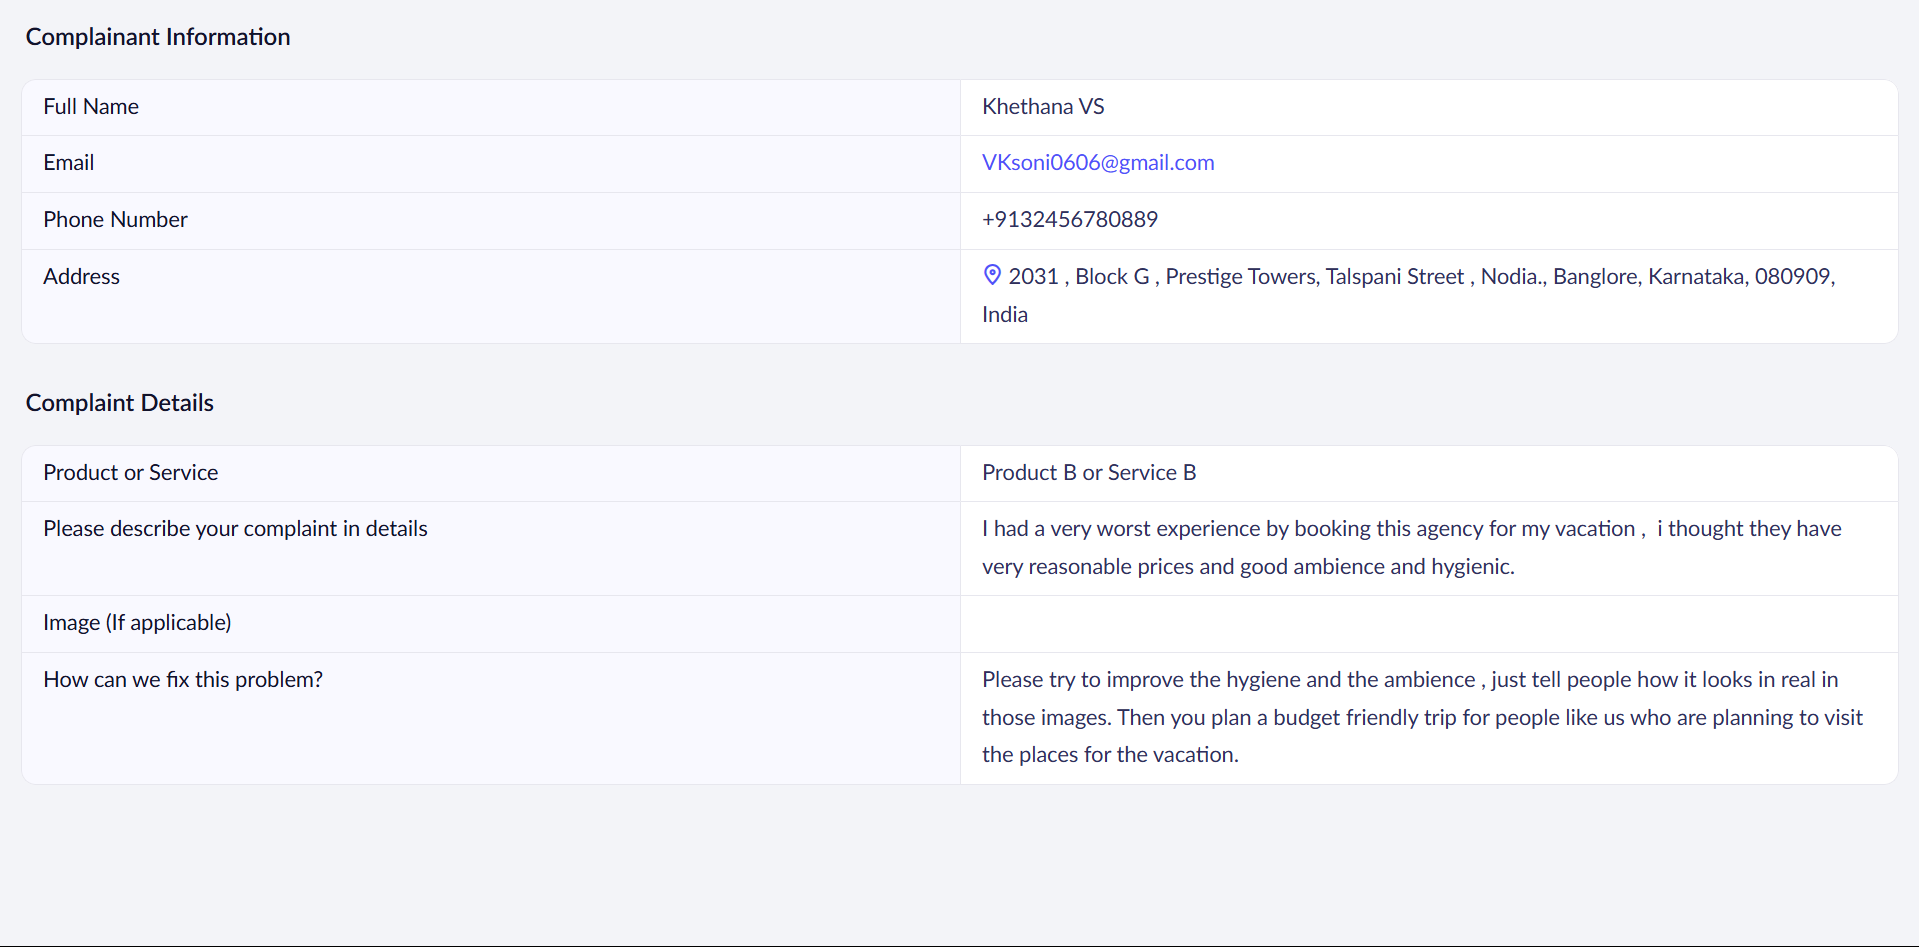 Complainant Information
Full Name
Khethana VS
Email
VKsoni0606@gmail.com
Phone Number
+9132456780889
Address
2031 , Block G , Prestige Towers, Talspani Street , Nodia., Banglore, Karnataka, 080909,
India
Complaint Details
Product or Service
Product B or Service B
Please describe your complaint in details
I had a very worst experience by booking this agency for my vacation ,  i thought they have
very reasonable prices and good ambience and hygienic.
Image (If applicable)
How can we fix this problem?
Please try to improve the hygiene and the ambience , just tell people how it looks in real in
those images. Then you plan a budget friendly trip for people like us who are planning to visit
the places for the vacation.